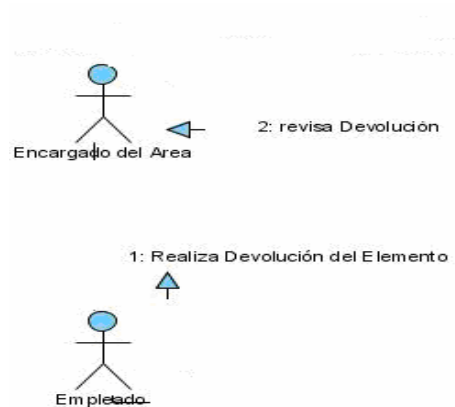 2: revisa Devolución
Encargado del Area
1: Realiza Devolución del Elemento
Empleado